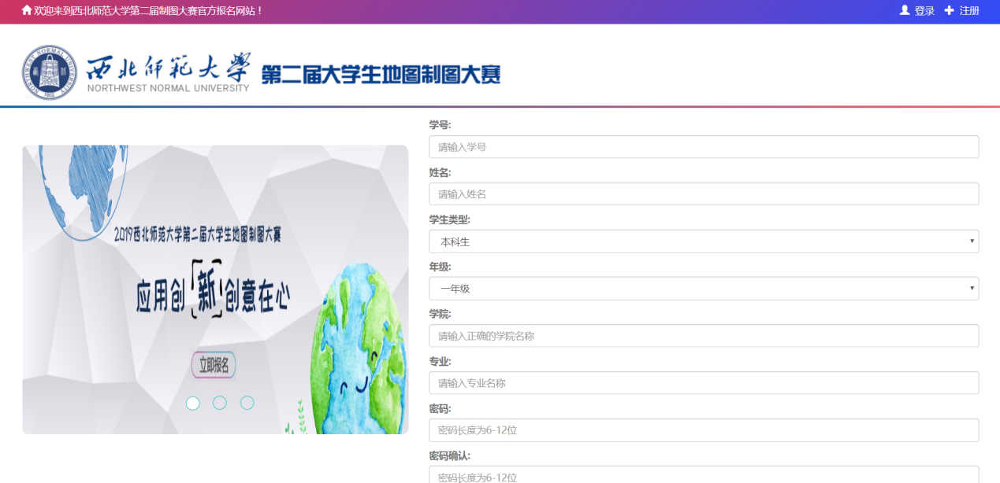 欢迎来到西北师范大学第二届制图大赛官方报名网站！
登录 注册
西北师范大学
NORTHWEST NORMAL UNIVERSITY
第二届大学生地图制图大赛
NORTHWEST NORMAL UNIVERSITY
1902
2019西北师范大学第二届大学生地图制图大赛
应用创「新」创意在心
立即报名
学号:
请输入学号
姓名:
请输入姓名
学生类型:
本科生
年级:
一年级
学院:
请输入正确的学院名称
专业:
请输入专业名称
密码:
密码长度为6-12位
密码确认:
密码长度为6-12位